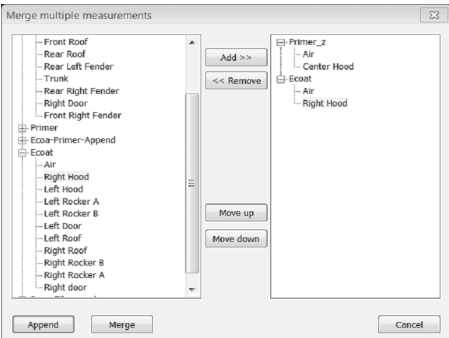 Merge multiple measurements
Front Roof
Rear Roof
Rear Left Fender
Trunk
Rear Right Fender
Right Door
Front Right Fender
Primer
Ecoa-Primer-Append
Ecoat
Air
Right Hood
Left Hood
Left Rocker A
Left Rocker B
Left Door
Left Roof
Right Roof
Right Rocker B
Right Rocker A
Right door
Add >>
<< Remove
Move up
Move down
Primer_z
Air
Center Hood
Ecoat
Air
Right Hood
Append
Merge
Cancel